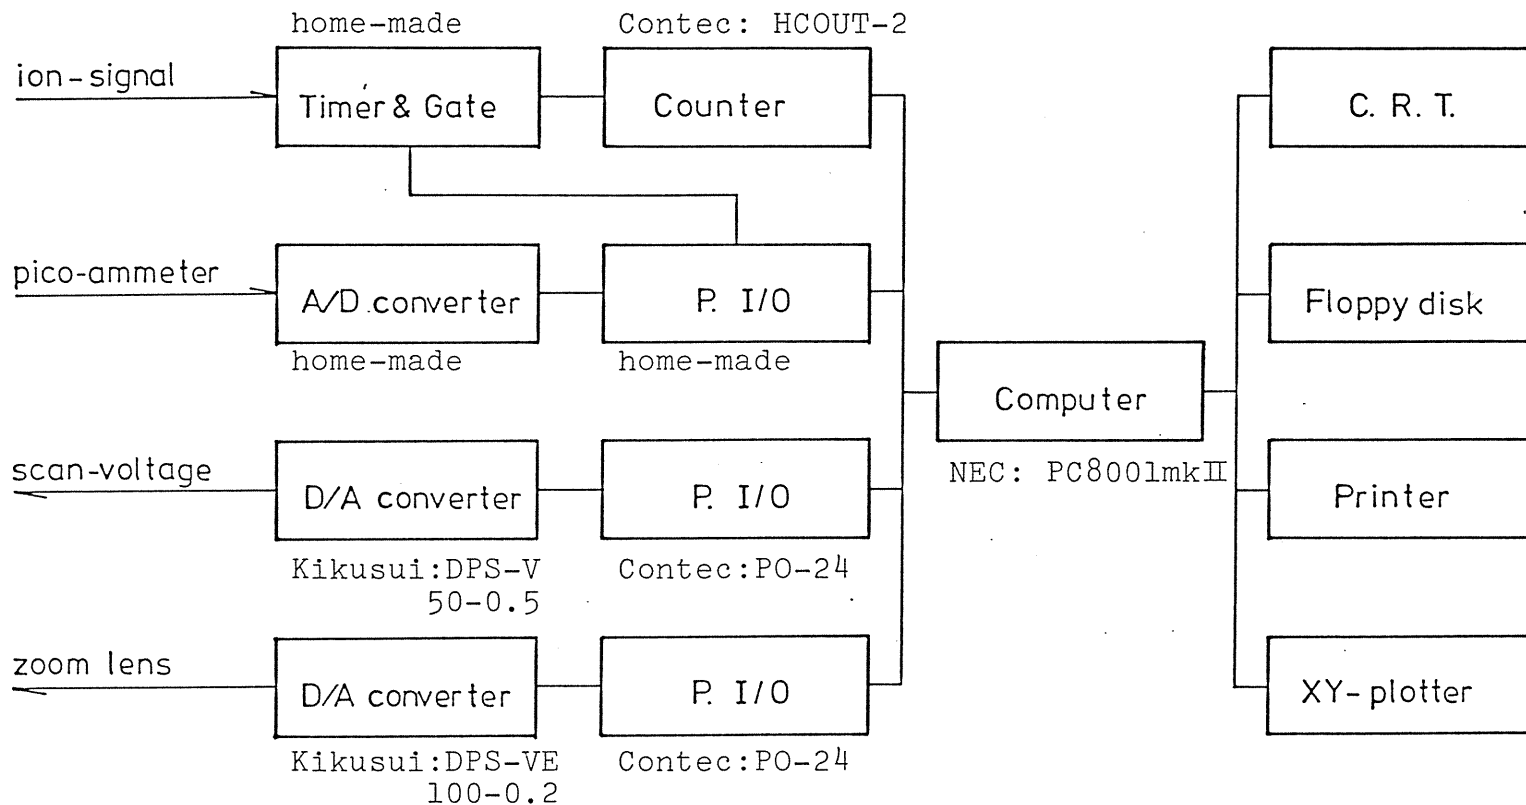 home-made
Contec: HCOUT-2
ion-signal
Timer & Gate
Counter
C. R. T.
pico-ammeter
A/D converter
P. I/O
Floppy disk
home-made
home-made
Computer
NEC: PC8001mkⅡ
scan-voltage
D/A converter
P. I/O
Printer
Kikusui:DPS-V
50-0.5
Contec:PO-24
zoom lens
D/A converter
P. I/O
XY-plotter
Kikusui:DPS-VE
100-0.2
Contec:PO-24